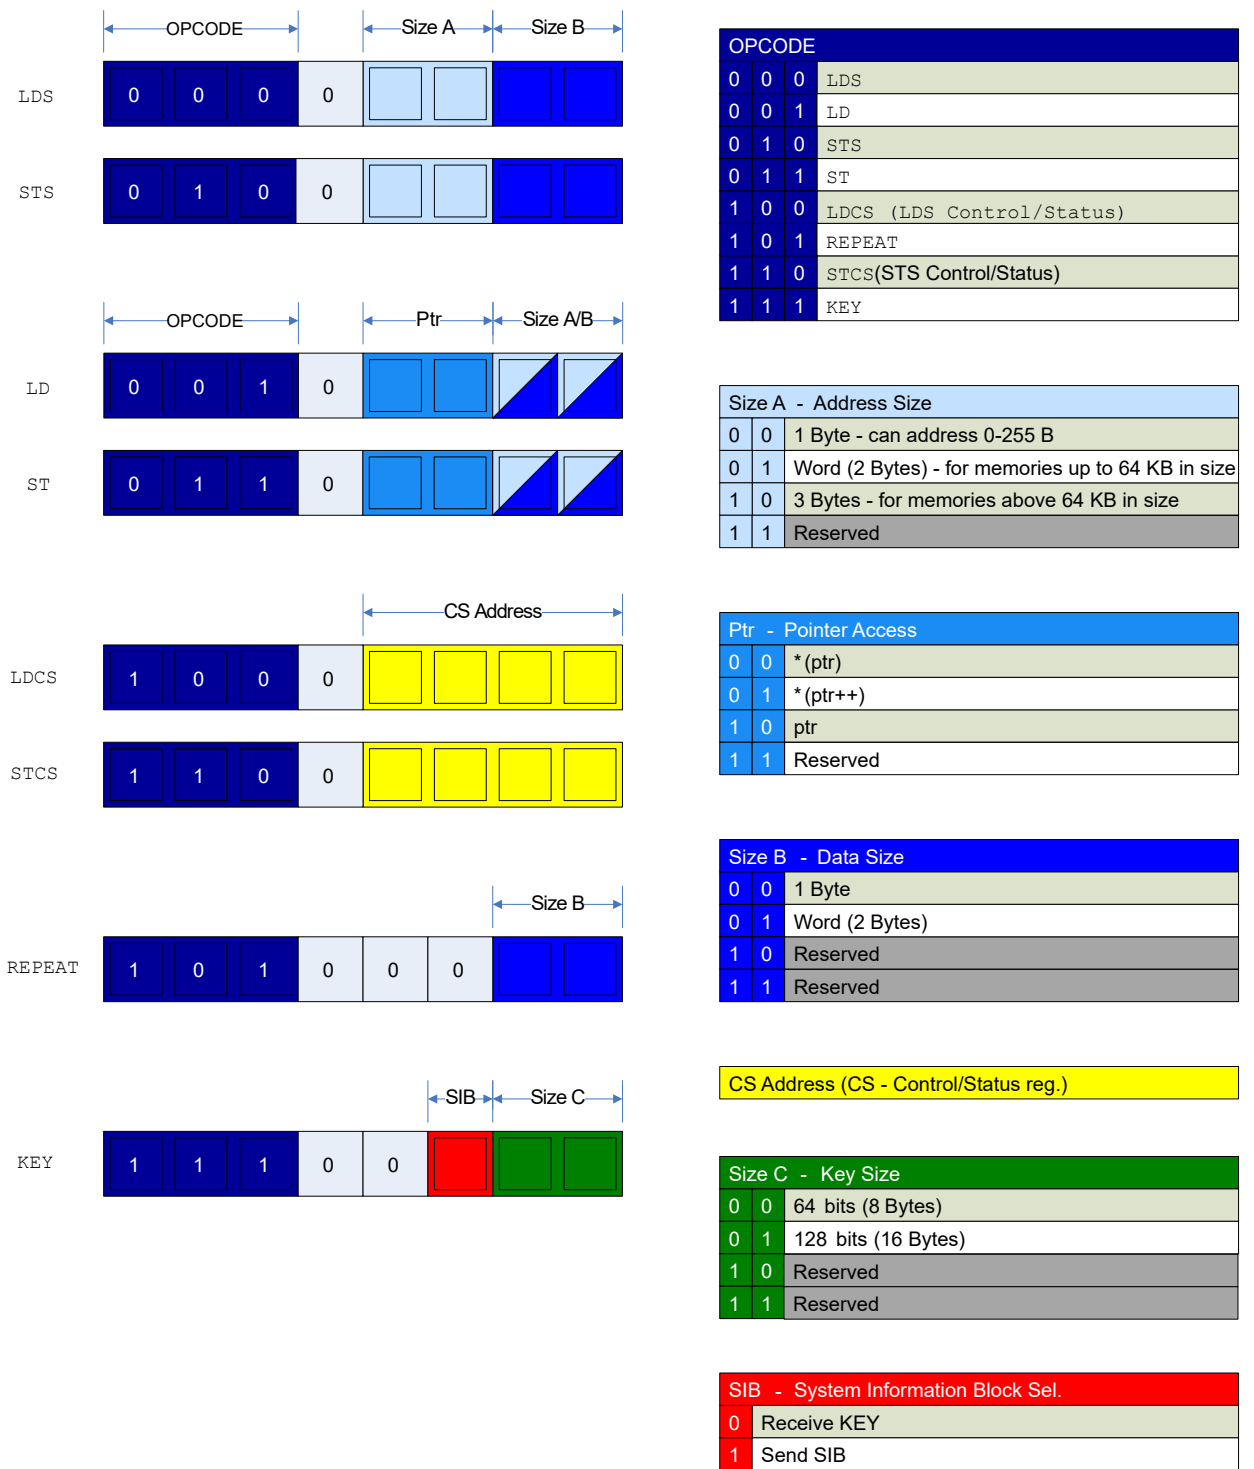 OPCODE Size A Size B
LDS 0 0 0 0
STS 0 1 0 0
OPCODE Ptr Size A/B
LD 0 0 1 0
ST 0 1 1 0
CS Address
LDCS 1 0 0 0
STCS 1 1 0 0
Size B
REPEAT 1 0 1 0 0 0
SIB Size C
KEY 1 1 1 0 0
OPCODE
0 0 0 LDS
0 0 1 LD
0 1 0 STS
0 1 1 ST
1 0 0 LDCS (LDS Control/Status)
1 0 1 REPEAT
1 1 0 STCS(STS Control/Status)
1 1 1 KEY
Size A - Address Size
0 0 1 Byte - can address 0-255 B
0 1 Word (2 Bytes) - for memories up to 64 KB in size
1 0 3 Bytes - for memories above 64 KB in size
1 1 Reserved
Ptr - Pointer Access
0 0 *(ptr)
0 1 *(ptr++)
1 0 ptr
1 1 Reserved
Size B - Data Size
0 0 1 Byte
0 1 Word (2 Bytes)
1 0 Reserved
1 1 Reserved
CS Address (CS - Control/Status reg.)
Size C - Key Size
0 0 64 bits (8 Bytes)
0 1 128 bits (16 Bytes)
1 0 Reserved
1 1 Reserved
SIB - System Information Block Sel.
0 Receive KEY
1 Send SIB